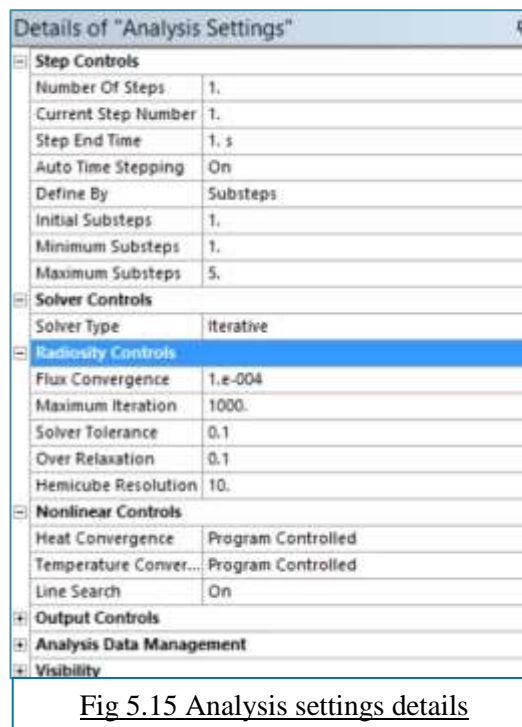 Details of "Analysis Settings"
Step Controls
Number Of Steps 1.
Current Step Number 1.
Step End Time 1. s
Auto Time Stepping On
Define By Substeps
Initial Substeps 1.
Minimum Substeps 1.
Maximum Substeps 5.
Solver Controls
Solver Type Iterative
Radiosity Controls
Flux Convergence 1.e-004
Maximum Iteration 1000.
Solver Tolerance 0.1
Over Relaxation 0.1
Hemicube Resolution 10.
Nonlinear Controls
Heat Convergence Program Controlled
Temperature Conver... Program Controlled
Line Search On
Output Controls
Analysis Data Management
Visibility
Fig 5.15 Analysis settings details